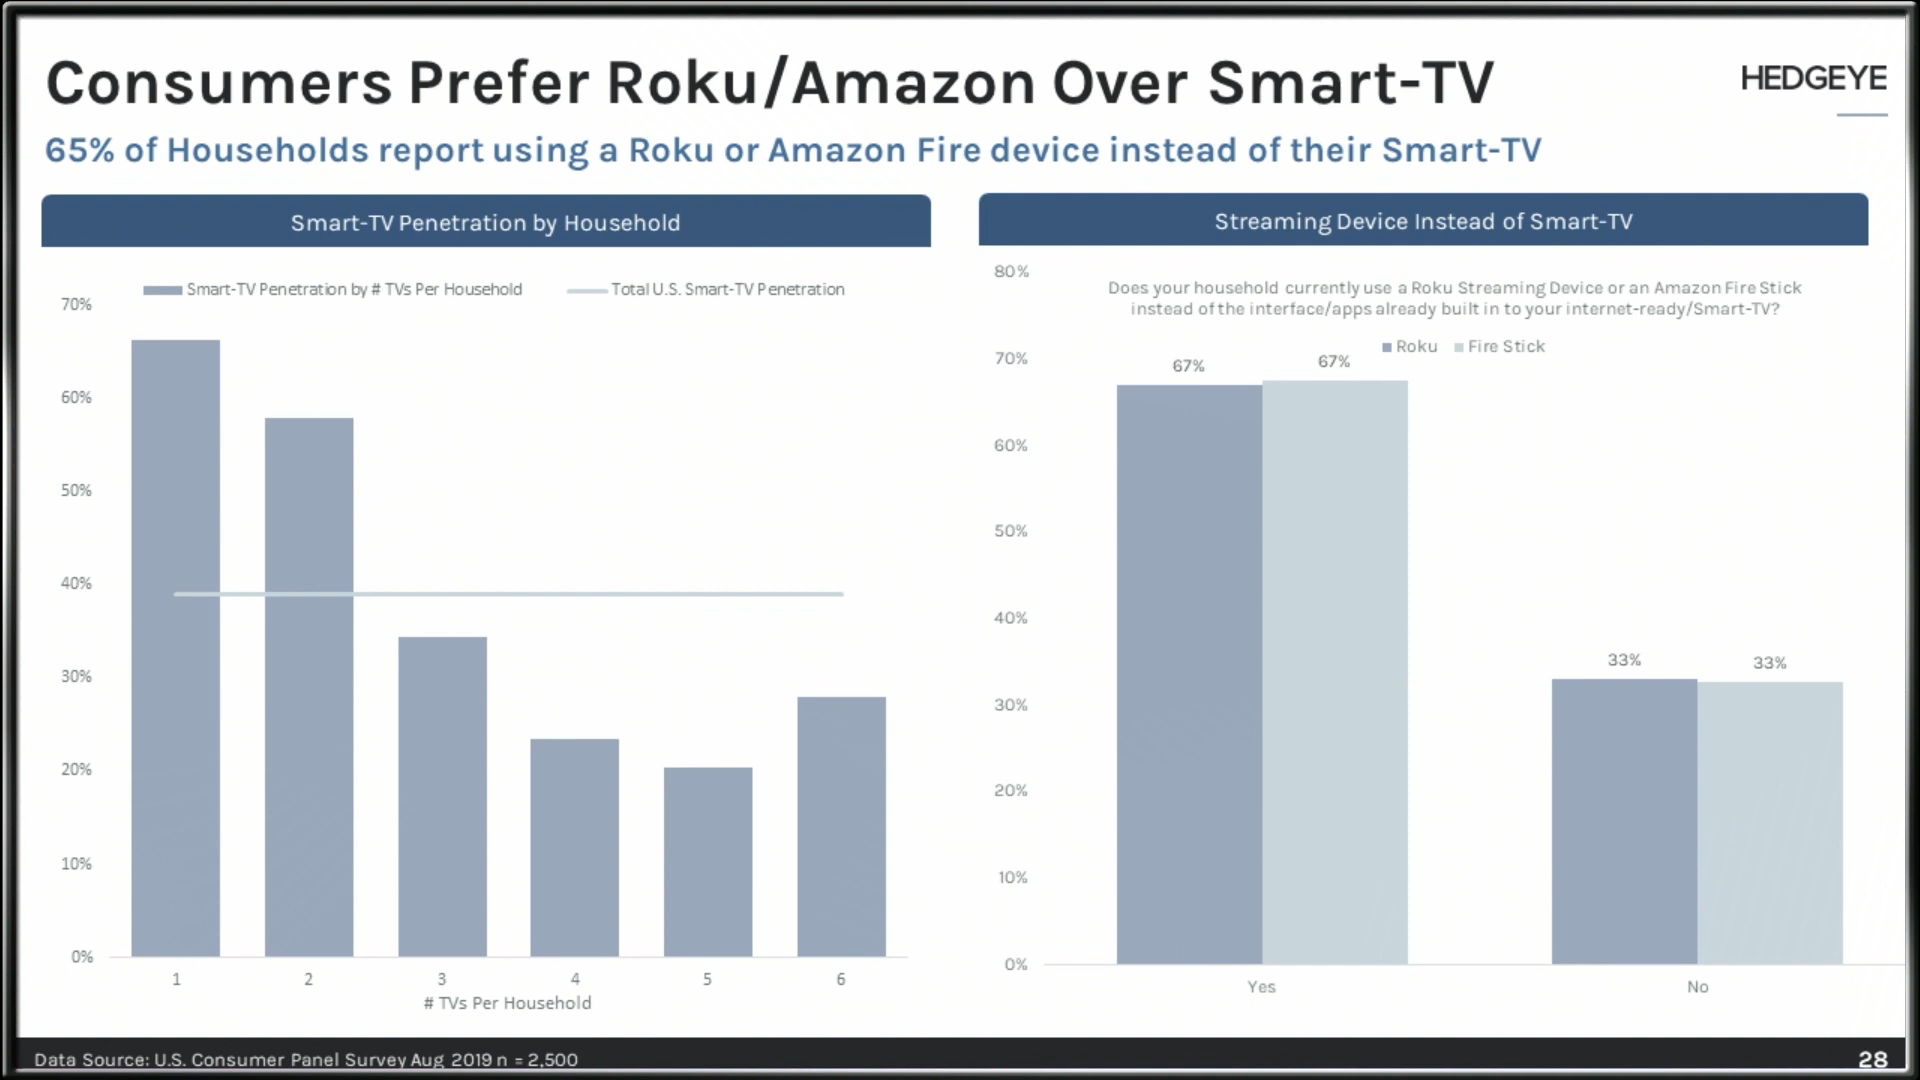 Consumers Prefer Roku/Amazon Over Smart-TV
HEDGEYE
65% of Households report using a Roku or Amazon Fire device instead of their Smart-TV
Smart-TV Penetration by Household
Smart-TV Penetration by # TVs Per Household
Total U.S. Smart-TV Penetration
70%
60%
50%
40%
30%
20%
10%
0%
1 2 3 4 5 6
# TVs Per Household
Streaming Device Instead of Smart-TV
Does your household currently use a Roku Streaming Device or an Amazon Fire Stick
instead of the interface/apps already built in to your internet-ready/Smart-TV?
Roku Fire Stick
80%
70%
60%
50%
40%
30%
20%
10%
0%
67% 67%
33% 33%
Yes No
Data Source: U.S. Consumer Panel Survey Aug 2019 n = 2,500
28